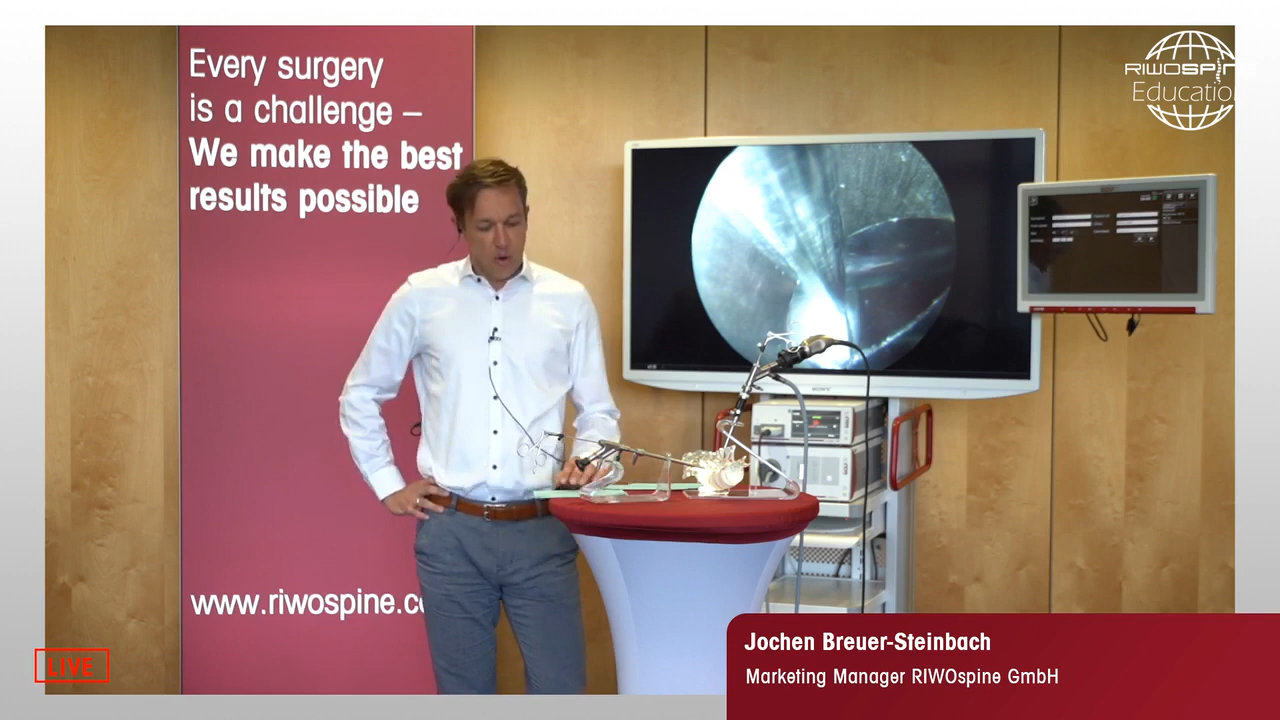 Every surgery
is a challenge –
We make the best
results possible
www.riwospine.c
RIWOSPINE
Education
SONY
LIVE
Jochen Breuer-Steinbach
Marketing Manager RIWOspine GmbH